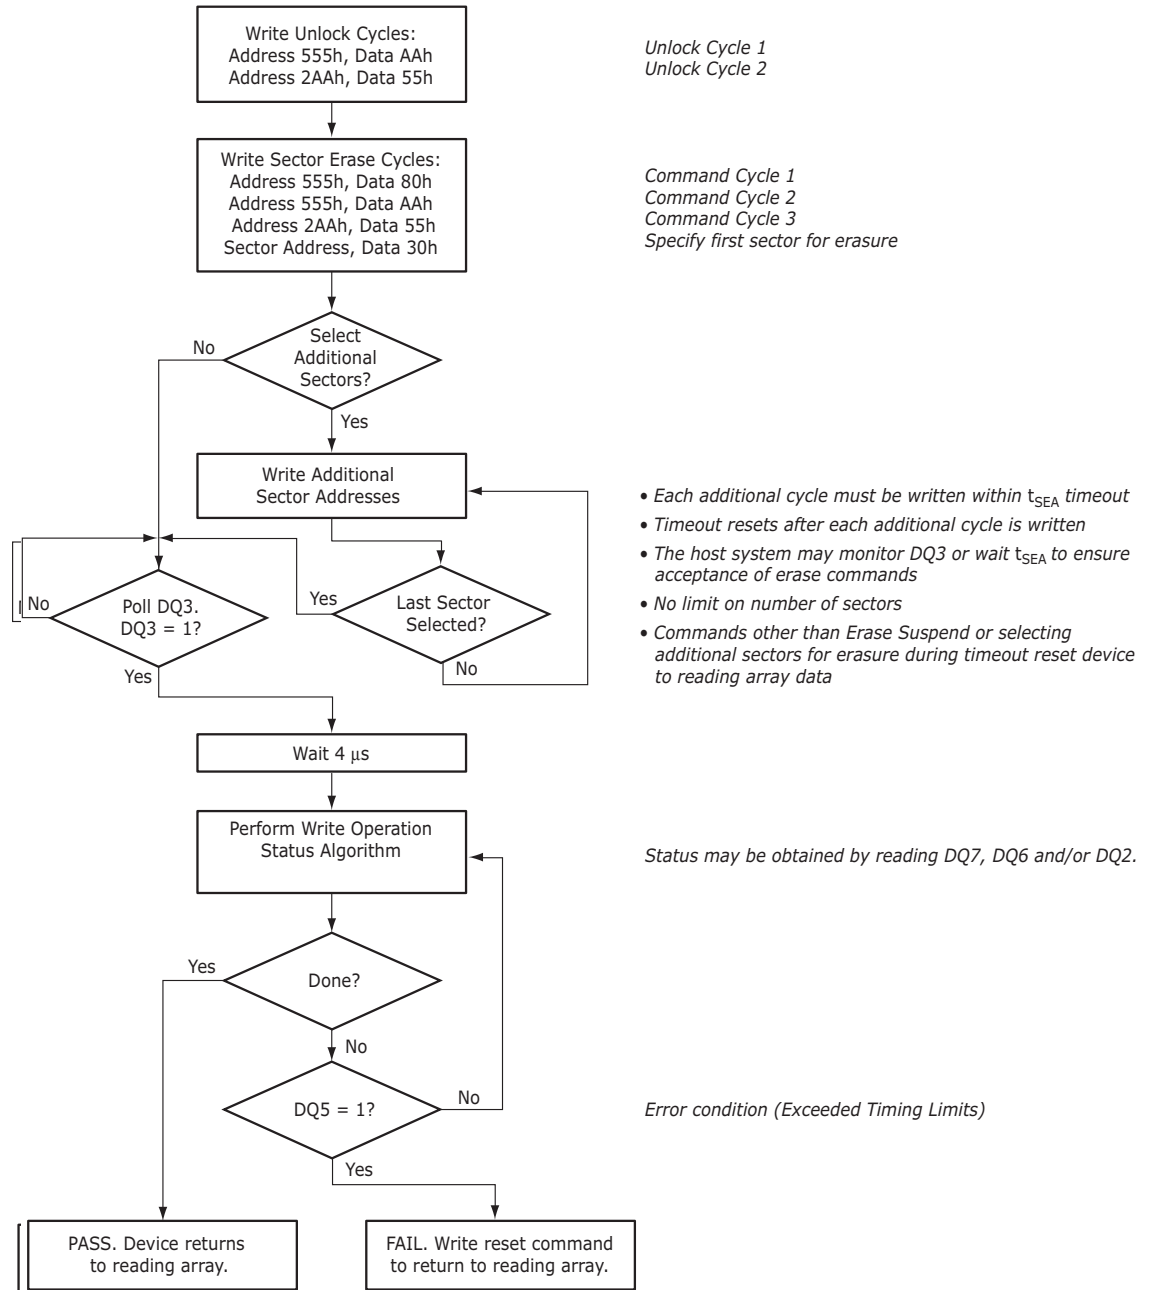 Write Unlock Cycles:
Address 555h, Data AAh
Address 2AAh, Data 55h
Unlock Cycle 1
Unlock Cycle 2
Write Sector Erase Cycles:
Address 555h, Data 80h
Address 555h, Data AAh
Address 2AAh, Data 55h
Sector Address, Data 30h
Command Cycle 1
Command Cycle 2
Command Cycle 3
Specify first sector for erasure
Select
Additional
Sectors?
No
Yes
Write Additional
Sector Addresses
• Each additional cycle must be written within tSEA timeout
• Timeout resets after each additional cycle is written
• The host system may monitor DQ3 or wait tSEA to ensure
acceptance of erase commands
• No limit on number of sectors
• Commands other than Erase Suspend or selecting
additional sectors for erasure during timeout reset device
to reading array data
No
Poll DQ3.
DQ3 = 1?
Yes
Last Sector
Selected?
No
Yes
Wait 4 μs
Perform Write Operation
Status Algorithm
Status may be obtained by reading DQ7, DQ6 and/or DQ2.
Yes
Done?
No
DQ5 = 1?
No
Error condition (Exceeded Timing Limits)
Yes
PASS. Device returns
to reading array.
FAIL. Write reset command
to return to reading array.